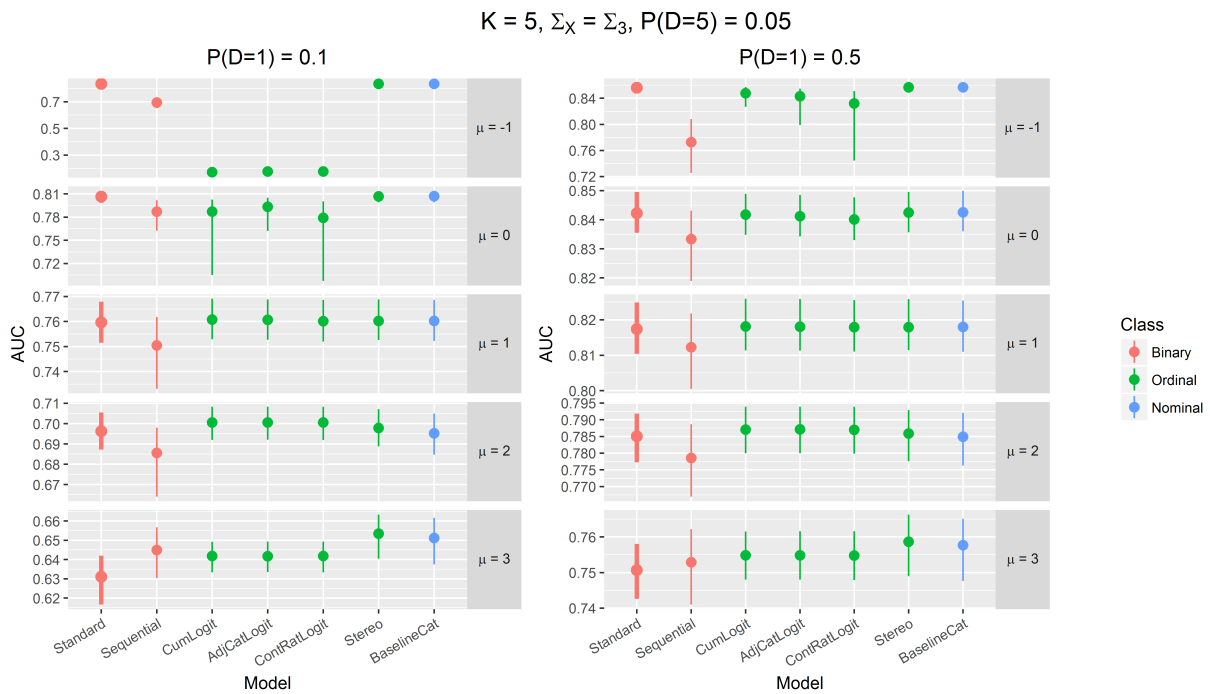 K = 5, Σ_X = Σ_3, P(D=5) = 0.05
P(D=1) = 0.1
AUC
0.7
0.5
0.3
μ = -1
0.81
0.78
0.75
0.72
μ = 0
0.77
0.76
0.75
0.74
μ = 1
0.71
0.70
0.69
0.68
0.67
μ = 2
0.66
0.65
0.64
0.63
0.62
μ = 3
Standard
Sequential
CumLogit
AdjCatLogit
ContRatLogit
Stereo
BaselineCat
Model
P(D=1) = 0.5
AUC
0.84
0.80
0.76
0.72
μ = -1
0.85
0.84
0.83
0.82
μ = 0
0.82
0.81
0.80
μ = 1
0.795
0.790
0.785
0.780
0.775
0.770
μ = 2
0.76
0.75
0.74
μ = 3
Standard
Sequential
CumLogit
AdjCatLogit
ContRatLogit
Stereo
BaselineCat
Model
Class
Binary
Ordinal
Nominal